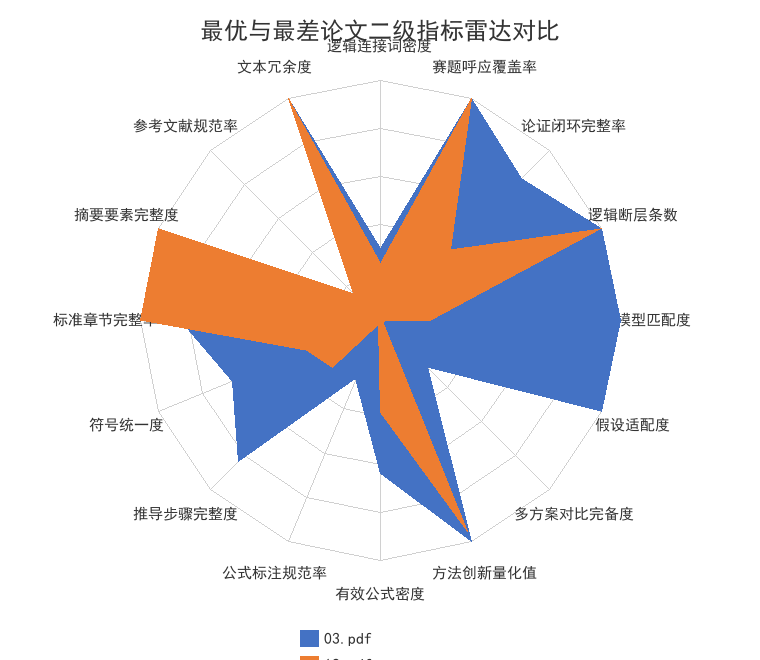 最优与最差论文二级指标雷达对比
逻辑连接词密度
文本冗余度
赛题呼应覆盖率
参考文献规范率
论证闭环完整率
摘要要素完整度
逻辑断层条数
标准章节完整率
模型匹配度
符号统一度
假设适配度
推导步骤完整度
多方案对比完备度
公式标注规范率
方法创新量化值
有效公式密度
03.pdf